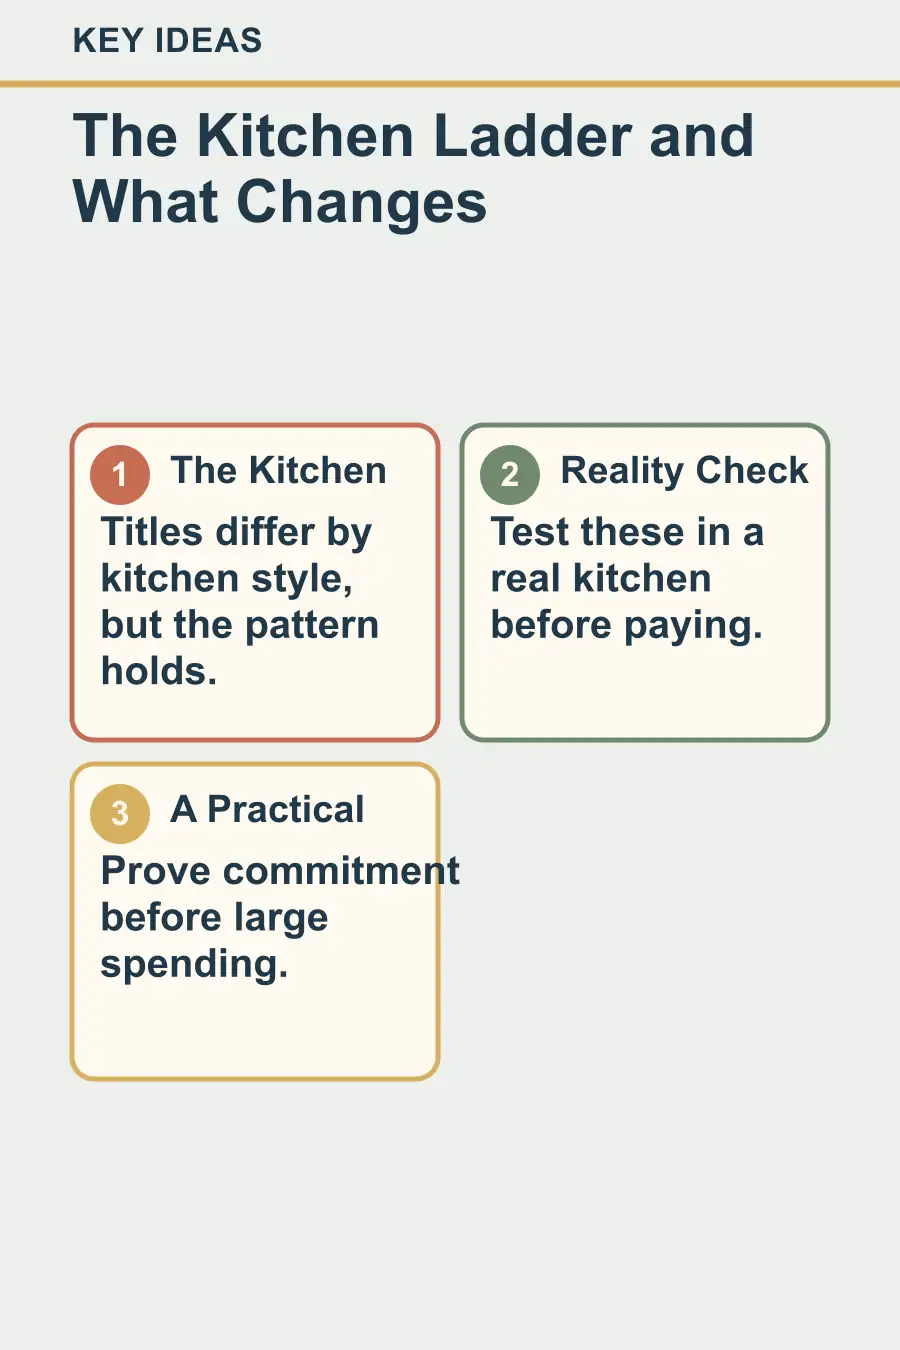 KEY IDEAS
The Kitchen Ladder and
What Changes
1 The Kitchen
Titles differ by
kitchen style,
but the pattern
holds.
2 Reality Check
Test these in a
real kitchen
before paying.
3 A Practical
Prove commitment
before large
spending.